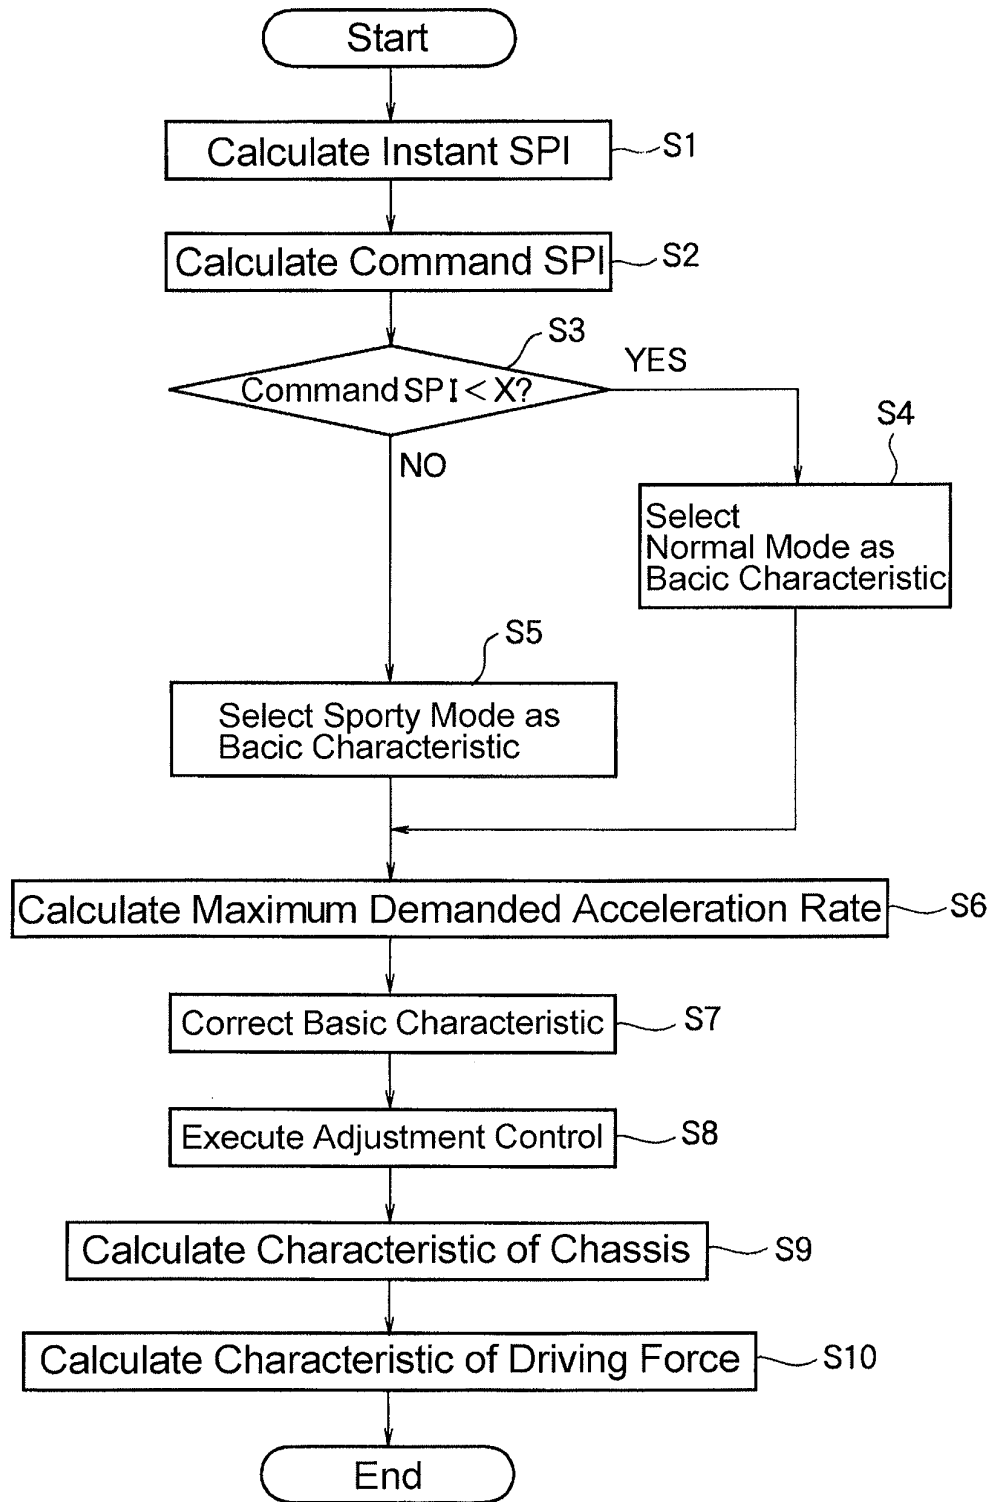 Start
Calculate Instant SPI
S1
Calculate Command SPI
S2
S3
Command SPI < X?
YES
NO
S4
Select
Normal Mode as
Bacic Characteristic
S5
Select Sporty Mode as
Bacic Characteristic
Calculate Maximum Demanded Acceleration Rate
S6
Correct Basic Characteristic
S7
Execute Adjustment Control
S8
Calculate Characteristic of Chassis
S9
Calculate Characteristic of Driving Force
S10
End